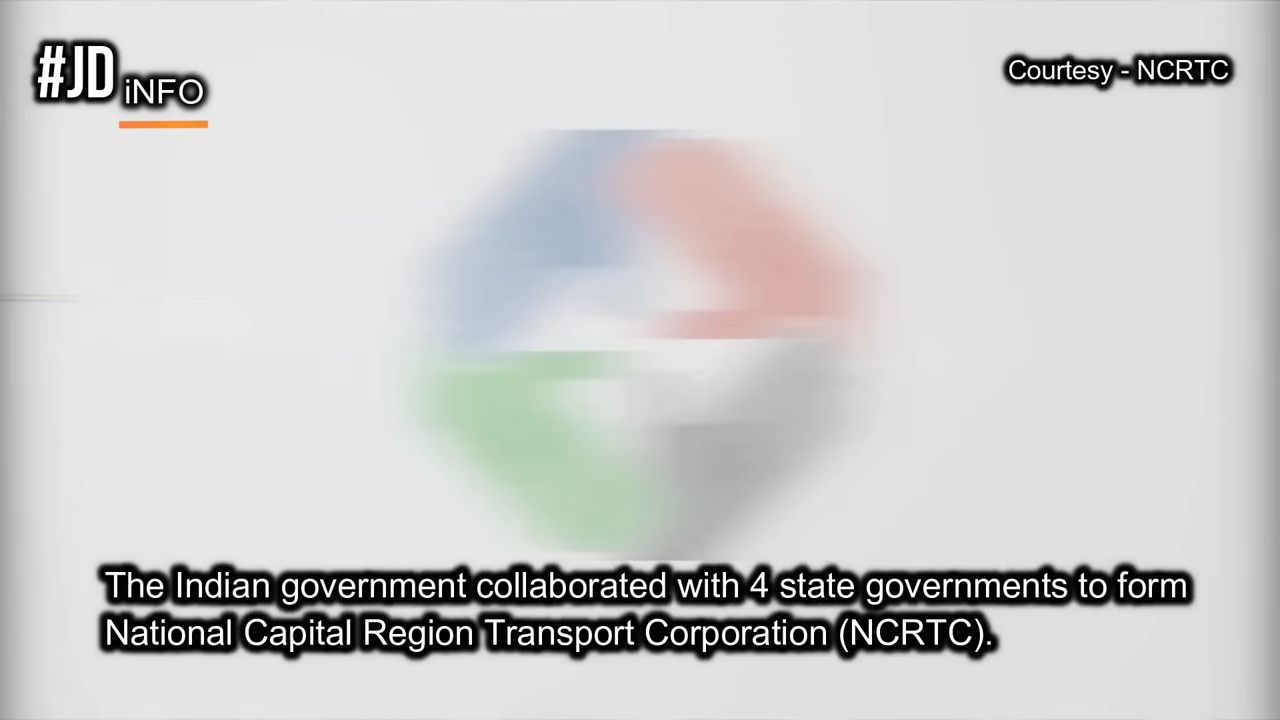 #JD iNFO
Courtesy - NCRTC
The Indian government collaborated with 4 state governments to form
National Capital Region Transport Corporation (NCRTC).